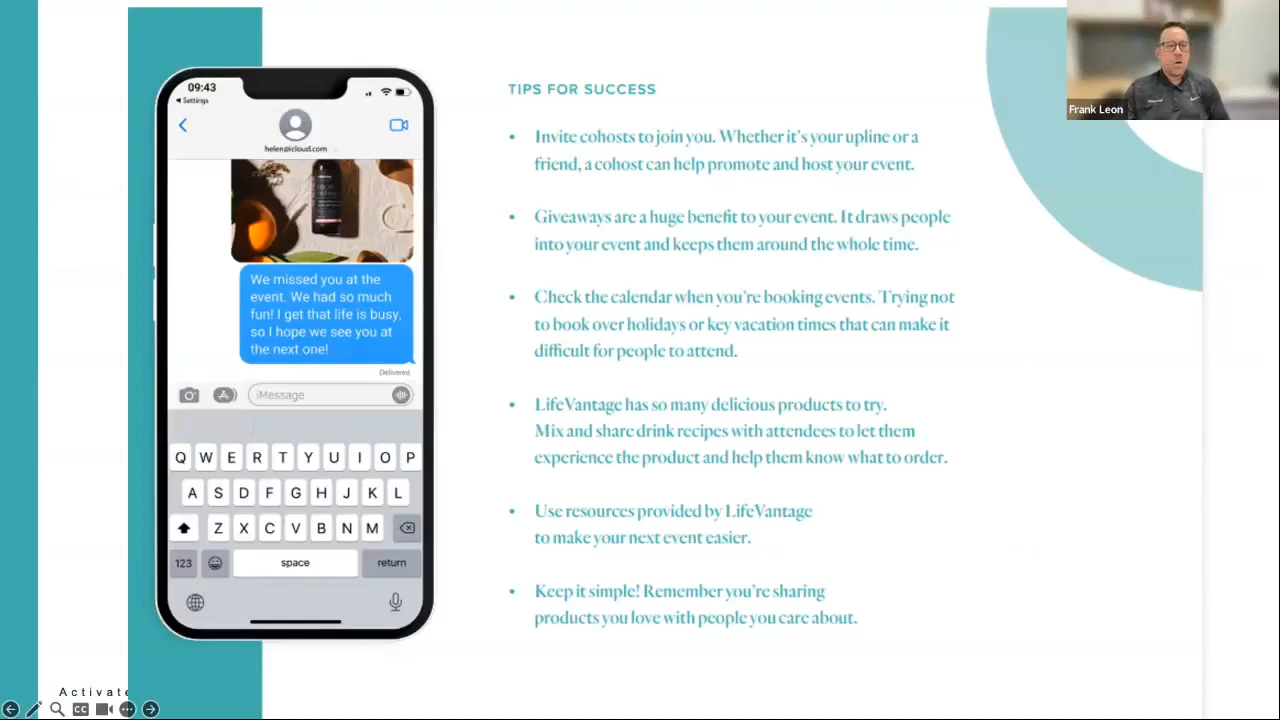 Frank Leon
09:43
Settings
helen@icloud.com
We missed you at the
event. We had so much
fun! I get that life is busy,
so I hope we see you at
the next one!
Delivered
iMessage
Q W E R T Y U I O P
A S D F G H J K L
Z X C V B N M
123
space
return
TIPS FOR SUCCESS
• Invite cohosts to join you. Whether it's your upline or a
friend, a cohost can help promote and host your event.
• Giveaways are a huge benefit to your event. It draws people
into your event and keeps them around the whole time.
• Check the calendar when you're booking events. Trying not
to book over holidays or key vacation times that can make it
difficult for people to attend.
• LifeVantage has so many delicious products to try.
Mix and share drink recipes with attendees to let them
experience the product and help them know what to order.
• Use resources provided by LifeVantage
to make your next event easier.
• Keep it simple! Remember you're sharing
products you love with people you care about.
Activate
CC